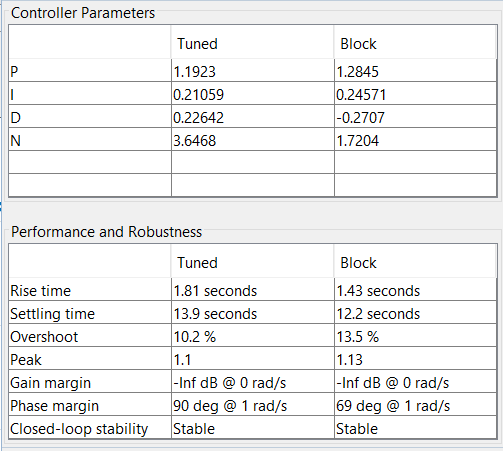 Controller Parameters
Tuned Block
P 1.1923 1.2845
I 0.21059 0.24571
D 0.22642 -0.2707
N 3.6468 1.7204
Performance and Robustness
Tuned Block
Rise time 1.81 seconds 1.43 seconds
Settling time 13.9 seconds 12.2 seconds
Overshoot 10.2 % 13.5 %
Peak 1.1 1.13
Gain margin -Inf dB @ 0 rad/s -Inf dB @ 0 rad/s
Phase margin 90 deg @ 1 rad/s 69 deg @ 1 rad/s
Closed-loop stability Stable Stable